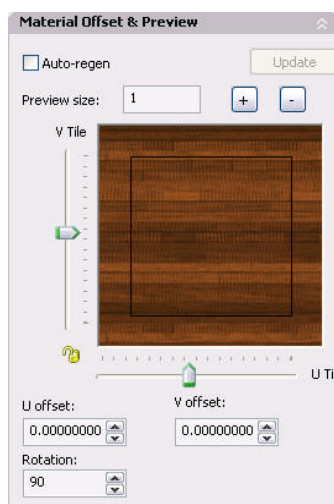 Material Offset & Preview
Auto-regen
Update
Preview size:
1
+
-
V Tile
U Ti
U offset:
V offset:
0.00000000
0.00000000
Rotation:
90